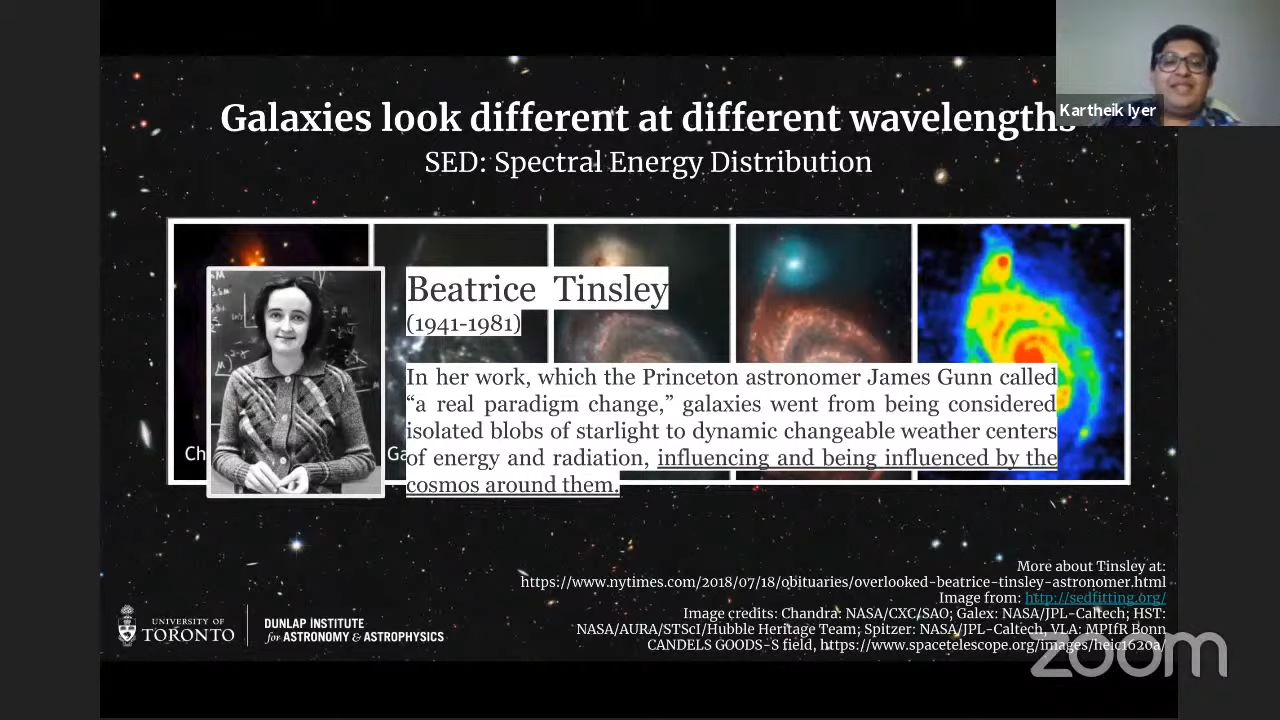 Galaxies look different at different wavelengths
Kartheik Iyer
SED: Spectral Energy Distribution
Beatrice Tinsley
(1941-1981)
In her work, which the Princeton astronomer James Gunn called
“a real paradigm change,” galaxies went from being considered
isolated blobs of starlight to dynamic changeable weather centers
of energy and radiation, influencing and being influenced by the
cosmos around them.
Ch
Ga
More about Tinsley at:
https://www.nytimes.com/2018/07/18/obituaries/overlooked-beatrice-tinsley-astronomer.html
Image from: http://sedfitting.org/
Image credits: Chandra: NASA/CXC/SAO; Galex: NASA/JPL-Caltech; HST:
NASA/AURA/STScI/Hubble Heritage Team; Spitzer: NASA/JPL-Caltech, VLA: MPIfR Bonn
CANDELS GOODS-S field, https://www.spacetelescope.org/images/heic1620a/
UNIVERSITY OF
TORONTO
DUNLAP INSTITUTE
for ASTRONOMY & ASTROPHYSICS
zoom